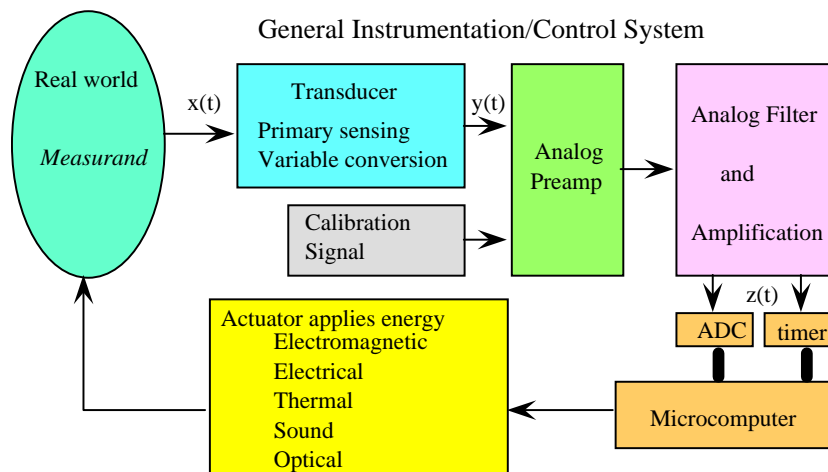 General Instrumentation/Control System
Real world
Measurand
x(t)
Transducer
Primary sensing
Variable conversion
y(t)
Calibration
Signal
Analog
Preamp
Analog Filter
and
Amplification
z(t)
ADC
timer
Microcomputer
Actuator applies energy
Electromagnetic
Electrical
Thermal
Sound
Optical